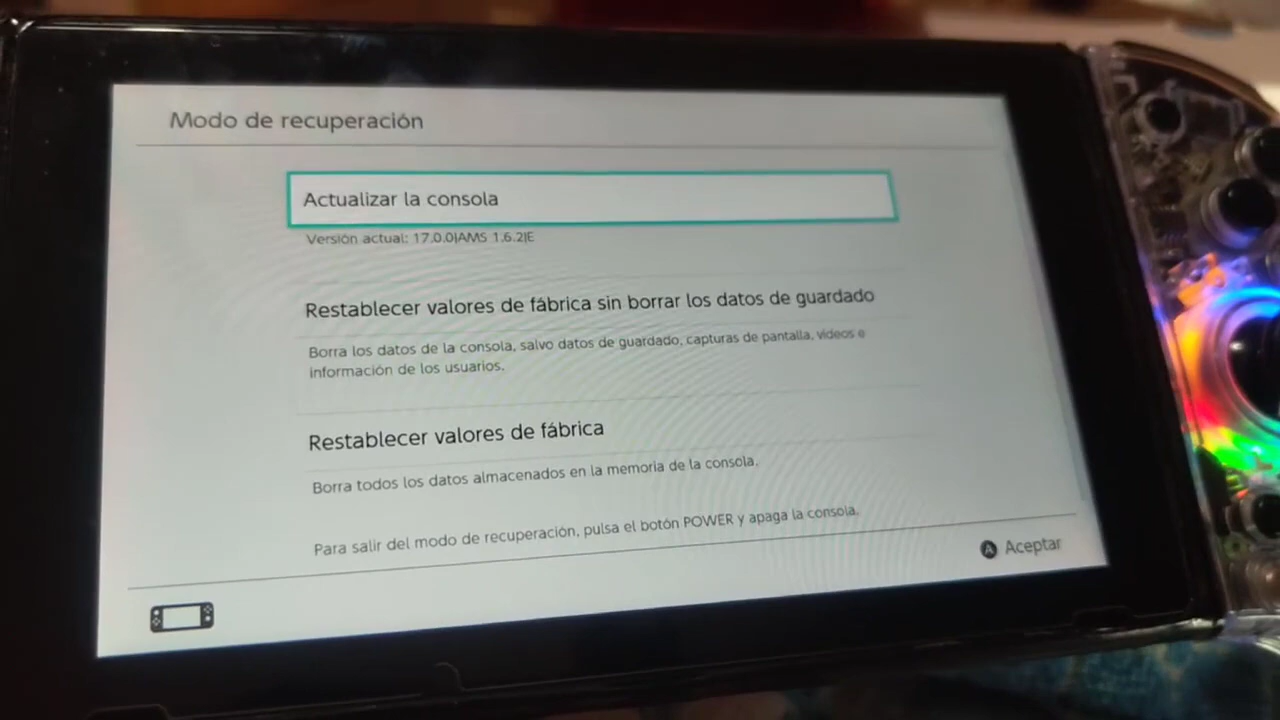 Modo de recuperación
Actualizar la consola
Versión actual: 17.0.0|AMS 1.6.2|E
Restablecer valores de fábrica sin borrar los datos de guardado
Borra los datos de la consola, salvo datos de guardado, capturas de pantalla, vídeos e
información de los usuarios.
Restablecer valores de fábrica
Borra todos los datos almacenados en la memoria de la consola.
Para salir del modo de recuperación, pulsa el botón POWER y apaga la consola.
A Aceptar